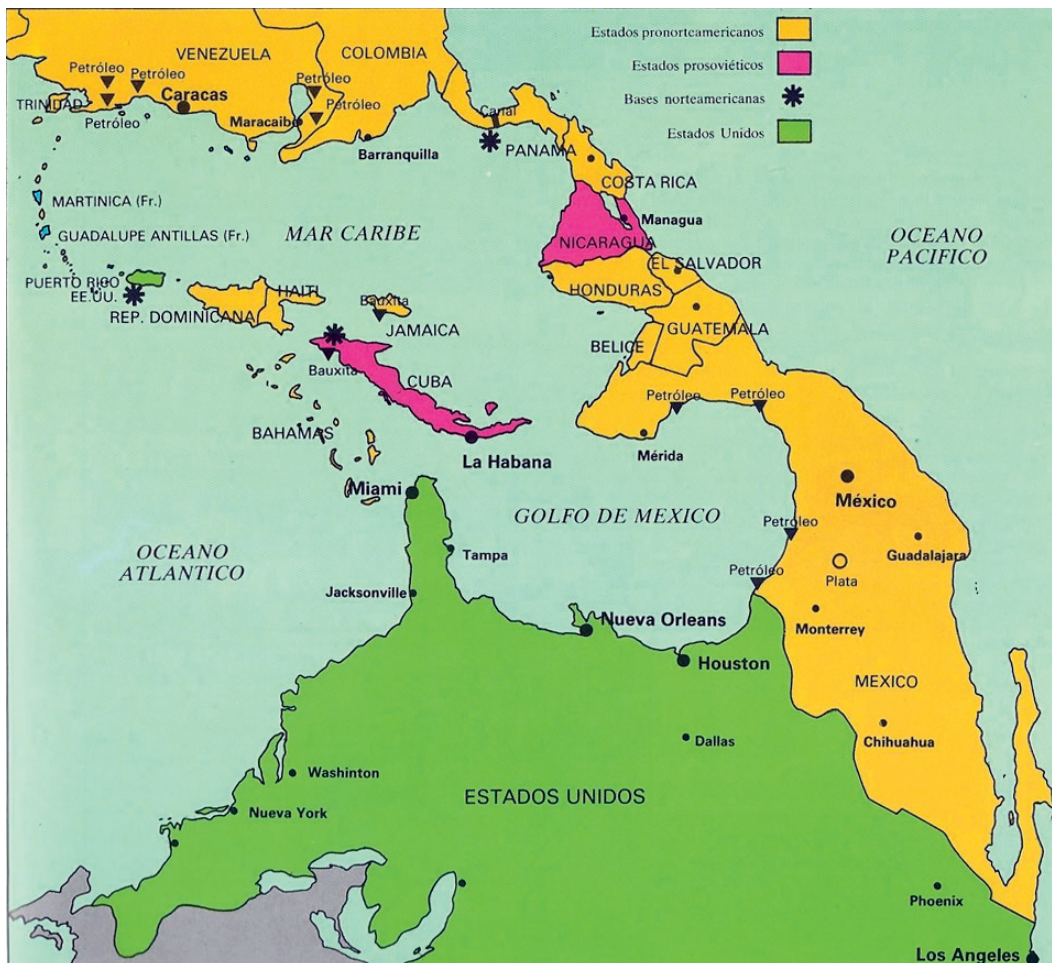 Estados pronorteamericanos
Estados prosoviéticos
Bases norteamericanas
Estados Unidos
VENEZUELA
COLOMBIA
Petróleo
Petróleo
Petróleo
TRINIDAD
Caracas
Petróleo
Petróleo
Maracaibo
Canal
Barranquilla
PANAMA
COSTA RICA
MARTINICA (Fr.)
Managua
GUADALUPE ANTILLAS (Fr.)
MAR CARIBE
NICARAGUA
OCEANO
PACIFICO
EL SALVADOR
PUERTO RICO
EE.UU.
HAITI
HONDURAS
REP. DOMINICANA
Bauxita
JAMAICA
GUATEMALA
BELICE
Bauxita
CUBA
Petróleo
Petróleo
BAHAMAS
La Habana
Mérida
Miami
México
GOLFO DE MEXICO
Petróleo
OCEANO
ATLANTICO
Tampa
Guadalajara
Petróleo
Plata
Jacksonville
Nueva Orleans
Monterrey
Houston
MEXICO
Dallas
Chihuahua
Washinton
ESTADOS UNIDOS
Nueva York
Phoenix
Los Angeles